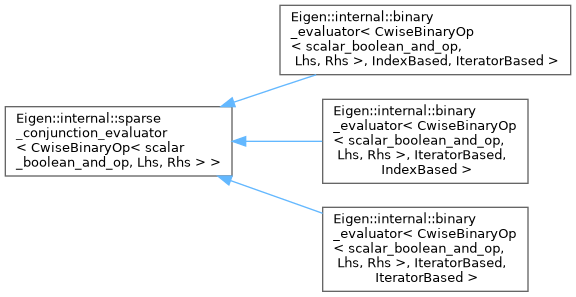 Eigen::internal::binary
_evaluator< CwiseBinaryOp
< scalar_boolean_and_op,
Lhs, Rhs >, IndexBased, IteratorBased >
Eigen::internal::sparse
_conjunction_evaluator
< CwiseBinaryOp< scalar
_boolean_and_op, Lhs, Rhs > >
Eigen::internal::binary
_evaluator< CwiseBinaryOp
< scalar_boolean_and_op,
Lhs, Rhs >, IteratorBased,
IndexBased >
Eigen::internal::binary
_evaluator< CwiseBinaryOp
< scalar_boolean_and_op,
Lhs, Rhs >, IteratorBased,
IteratorBased >